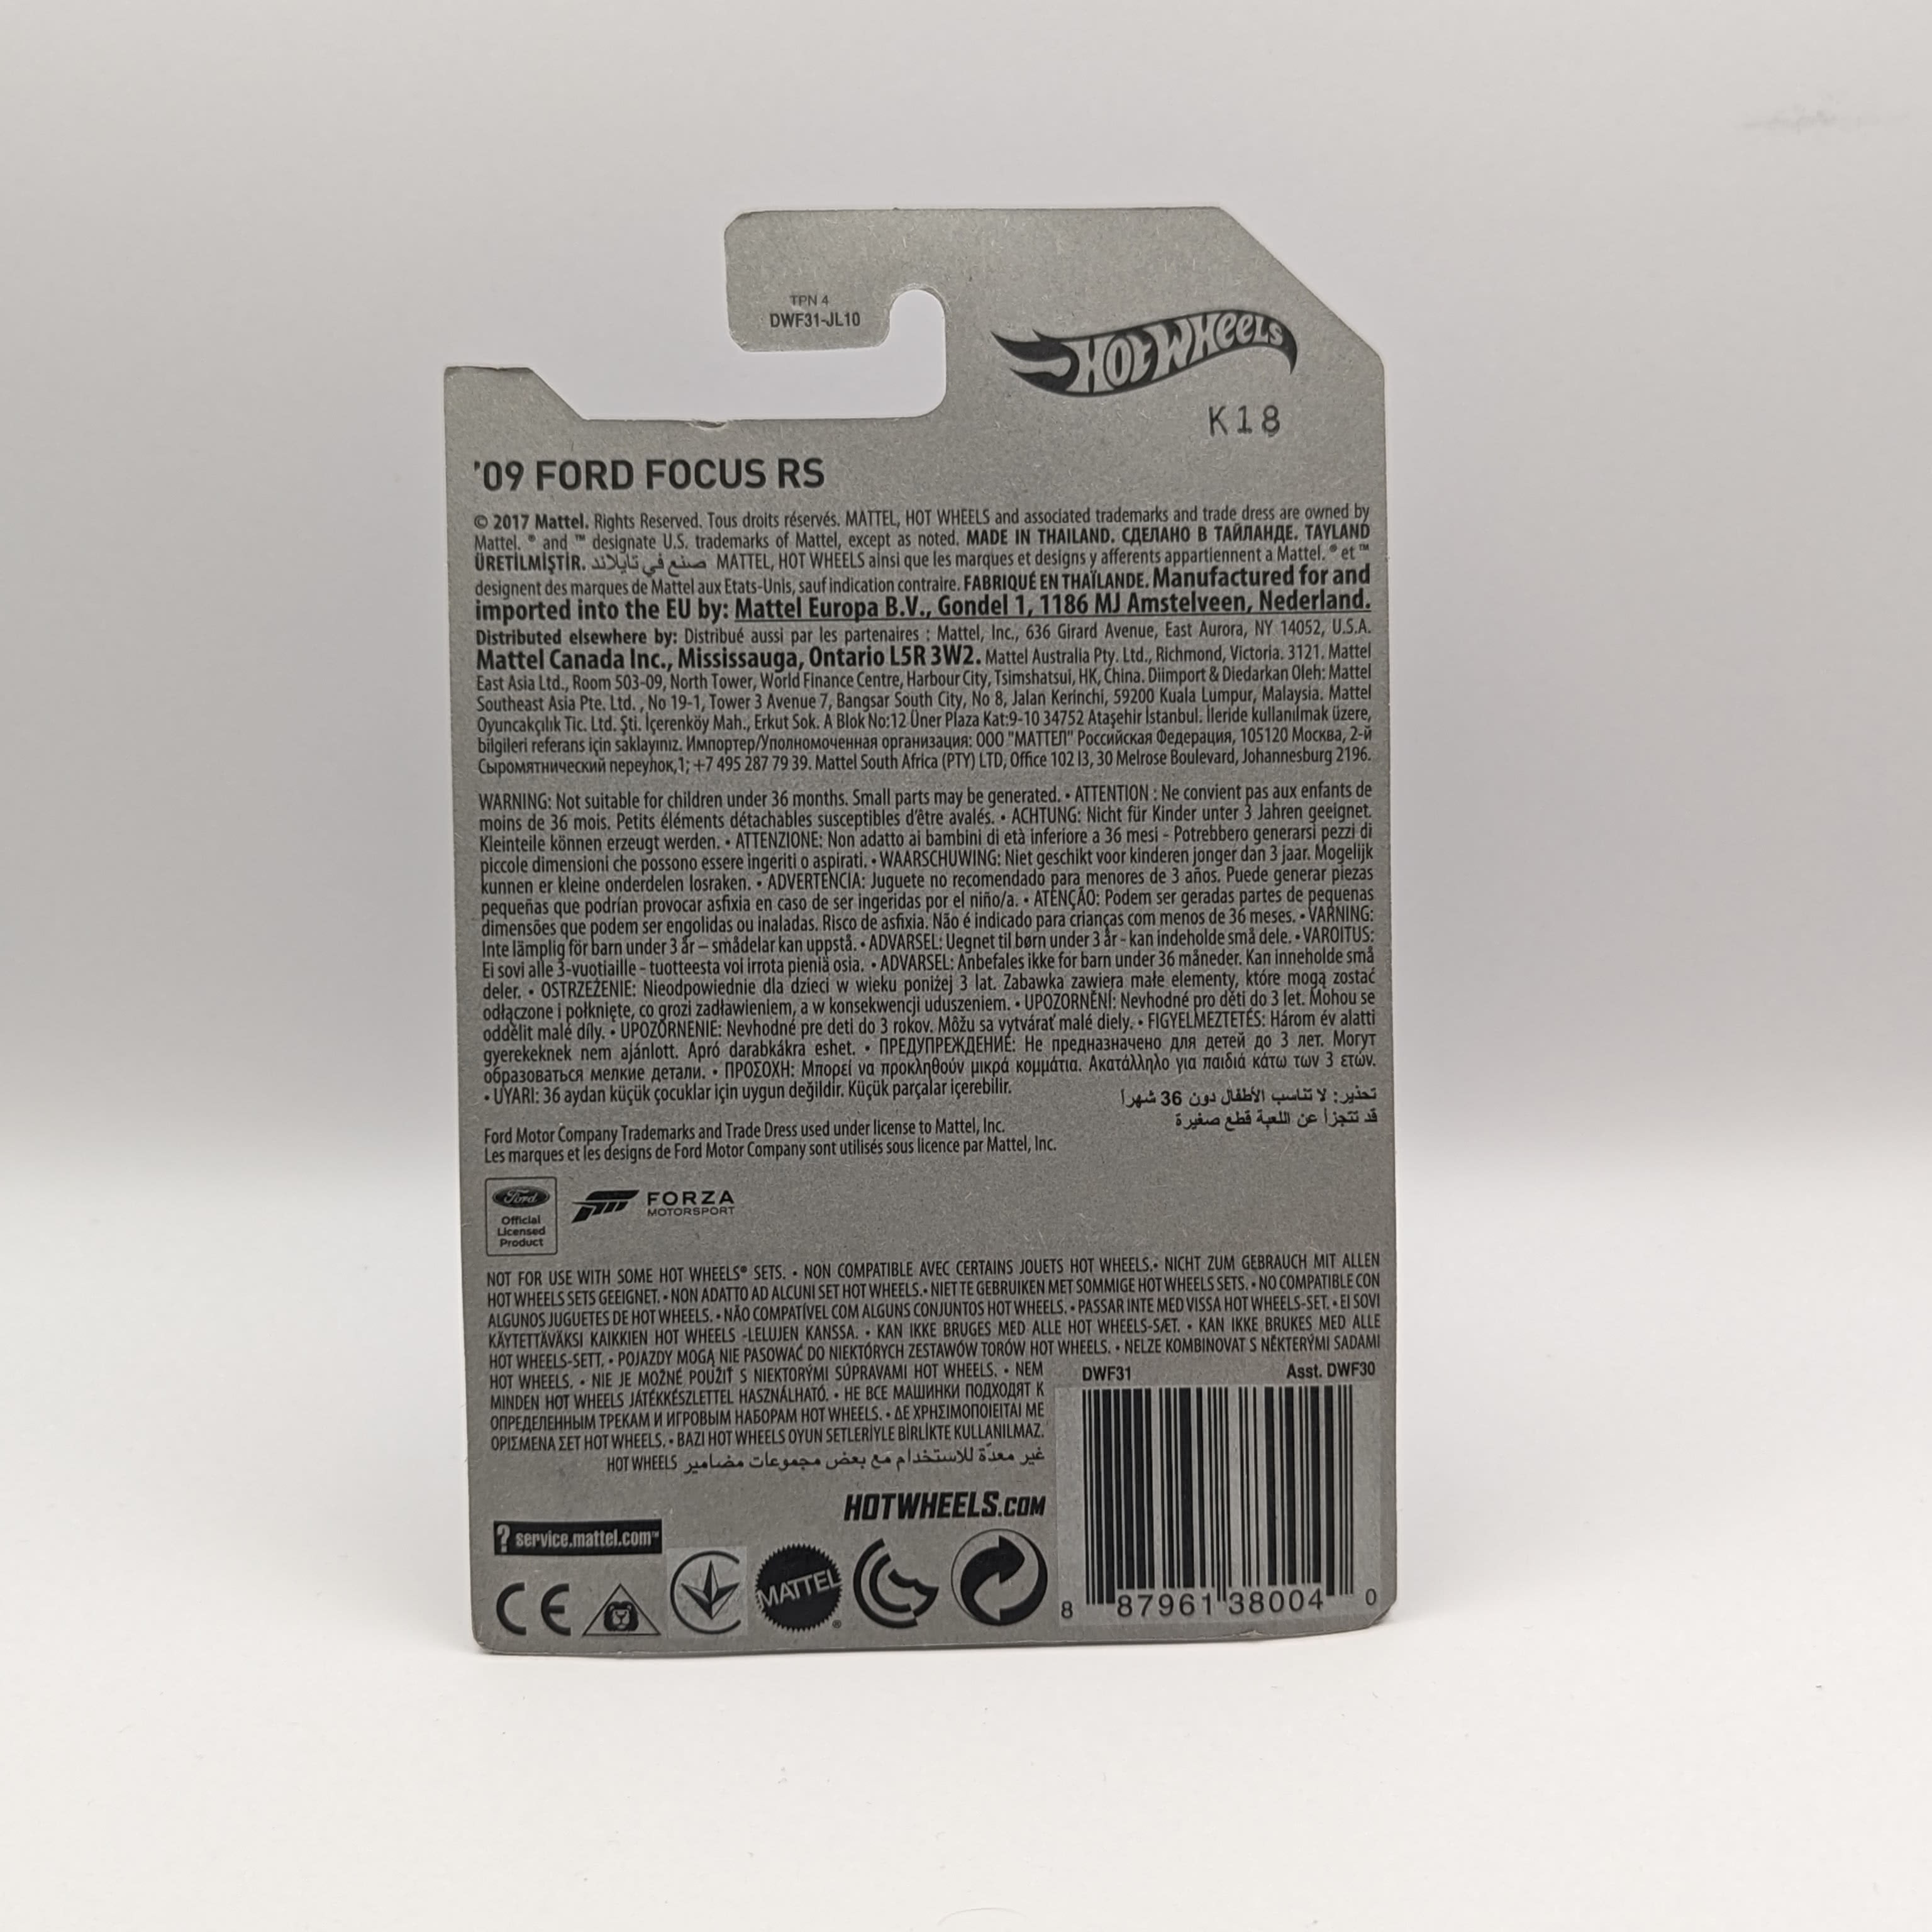 TPN 4
DWF31-JL10
HOT WHEELS
K18
'09 FORD FOCUS RS
© 2017 Mattel. Rights Reserved. Tous droits réservés. MATTEL, HOT WHEELS and associated trademarks and trade dress are owned by
Mattel. ® and ™ designate U.S. trademarks of Mattel, except as noted. MADE IN THAILAND. СДЕЛАНО В ТАЙЛАНДЕ. TAYLAND
ÜRETİLMİŞTİR. صنع في تايلاند MATTEL, HOT WHEELS ainsi que les marques et designs y afferents appartiennent a Mattel. ® et ™
designent des marques de Mattel aux Etats-Unis, sauf indication contraire. FABRIQUÉ EN THAÏLANDE. Manufactured for and
imported into the EU by: Mattel Europa B.V., Gondel 1, 1186 MJ Amstelveen, Nederland.
Distributed elsewhere by: Distribué aussi par les partenaires : Mattel, Inc., 636 Girard Avenue, East Aurora, NY 14052, U.S.A.
Mattel Canada Inc., Mississauga, Ontario L5R 3W2. Mattel Australia Pty. Ltd., Richmond, Victoria. 3121. Mattel
East Asia Ltd., Room 503-09, North Tower, World Finance Centre, Harbour City, Tsimshatsui, HK, China. Diimport & Diedarkan Oleh: Mattel
Southeast Asia Pte. Ltd. , No 19-1, Tower 3 Avenue 7, Bangsar South City, No 8, Jalan Kerinchi, 59200 Kuala Lumpur, Malaysia. Mattel
Oyuncakçılık Tic. Ltd. Şti. İçerenköy Mah., Erkut Sok. A Blok No:12 Üner Plaza Kat:9-10 34752 Ataşehir İstanbul. İleride kullanılmak üzere,
bilgileri referans için saklayınız. Импортер/Уполномоченная организация: ООО "МАТТЕЛ" Российская Федерация, 105120 Москва, 2-й
Сыромятнический переулок,1; +7 495 287 79 39. Mattel South Africa (PTY) LTD, Office 102 I3, 30 Melrose Boulevard, Johannesburg 2196.
WARNING: Not suitable for children under 36 months. Small parts may be generated. • ATTENTION : Ne convient pas aux enfants de
moins de 36 mois. Petits éléments détachables susceptibles d'être avalés. • ACHTUNG: Nicht für Kinder unter 3 Jahren geeignet.
Kleinteile können erzeugt werden. • ATTENZIONE: Non adatto ai bambini di età inferiore a 36 mesi - Potrebbero generarsi pezzi di
piccole dimensioni che possono essere ingeriti o aspirati. • WAARSCHUWING: Niet geschikt voor kinderen jonger dan 3 jaar. Mogelijk
kunnen er kleine onderdelen losraken. • ADVERTENCIA: Juguete no recomendado para menores de 3 años. Puede generar piezas
pequeñas que podrían provocar asfixia en caso de ser ingeridas por el niño/a. • ATENÇÃO: Podem ser geradas partes de pequenas
dimensões que podem ser engolidas ou inaladas. Risco de asfixia. Não é indicado para crianças com menos de 36 meses. • VARNING:
Inte lämplig för barn under 3 år – smådelar kan uppstå. • ADVARSEL: Uegnet til børn under 3 år - kan indeholde små dele. • VAROITUS:
Ei sovi alle 3-vuotiaille - tuotteesta voi irrota pieniä osia. • ADVARSEL: Anbefales ikke for barn under 36 måneder. Kan inneholde små
deler. • OSTRZEŻENIE: Nieodpowiednie dla dzieci w wieku poniżej 3 lat. Zabawka zawiera małe elementy, które mogą zostać
odłączone i połknięte, co grozi zadławieniem, a w konsekwencji uduszeniem. • UPOZORNĚNÍ: Nevhodné pro děti do 3 let. Mohou se
oddělit malé díly. • UPOZORNENIE: Nevhodné pre deti do 3 rokov. Môžu sa vytvárať malé diely. • FIGYELMEZTETÉS: Három év alatti
gyerekeknek nem ajánlott. Apró darabkákra eshet. • ПРЕДУПРЕЖДЕНИЕ: Не предназначено для детей до 3 лет. Могут
образоваться мелкие детали. • ΠΡΟΣΟΧΗ: Μπορεί να προκληθούν μικρά κομμάτια. Ακατάλληλο για παιδιά κάτω των 3 ετών.
• UYARI: 36 aydan küçük çocuklar için uygun değildir. Küçük parçalar içerebilir.
تحذير: لا تناسب الأطفال دون 36 شهراً
قد تتجزأ عن اللعبة قطع صغيرة
Ford Motor Company Trademarks and Trade Dress used under license to Mattel, Inc.
Les marques et les designs de Ford Motor Company sont utilisés sous licence par Mattel, Inc.
Ford
Official
Licensed
Product
FORZA
MOTORSPORT
NOT FOR USE WITH SOME HOT WHEELS® SETS. • NON COMPATIBLE AVEC CERTAINS JOUETS HOT WHEELS.• NICHT ZUM GEBRAUCH MIT ALLEN
HOT WHEELS SETS GEEIGNET. • NON ADATTO AD ALCUNI SET HOT WHEELS.• NIET TE GEBRUIKEN MET SOMMIGE HOT WHEELS SETS. • NO COMPATIBLE CON
ALGUNOS JUGUETES DE HOT WHEELS. • NÃO COMPATÍVEL COM ALGUNS CONJUNTOS HOT WHEELS. • PASSAR INTE MED VISSA HOT WHEELS-SET. • EI SOVI
KÄYTETTÄVÄKSI KAIKKIEN HOT WHEELS -LELUJEN KANSSA. • KAN IKKE BRUGES MED ALLE HOT WHEELS-SÆT. • KAN IKKE BRUKES MED ALLE
HOT WHEELS-SETT. • POJAZDY MOGĄ NIE PASOWAĆ DO NIEKTÓRYCH ZESTAWÓW TORÓW HOT WHEELS. • NELZE KOMBINOVAT S NĚKTERÝMI SADAMI
HOT WHEELS. • NIE JE MOŽNÉ POUŽIŤ S NIEKTORÝMI SÚPRAVAMI HOT WHEELS. • NEM
MINDEN HOT WHEELS JÁTÉKKÉSZLETTEL HASZNÁLHATÓ. • НЕ ВСЕ МАШИНКИ ПОДХОДЯТ К
ОПРЕДЕЛЕННЫМ ТРЕКАМ И ИГРОВЫМ НАБОРАМ HOT WHEELS. • ΔΕ ΧΡΗΣΙΜΟΠΟΙΕΙΤΑΙ ΜΕ
ΟΡΙΣΜΕΝΑ ΣΕΤ HOT WHEELS. • BAZI HOT WHEELS OYUN SETLERİYLE BİRLİKTE KULLANILMAZ.
غير معدّة للاستخدام مع بعض مجموعات مضامير HOT WHEELS
DWF31 Asst. DWF30
HOTWHEELS.COM
? service.mattel.com™
CE
MATTEL®
8 87961 38004 0